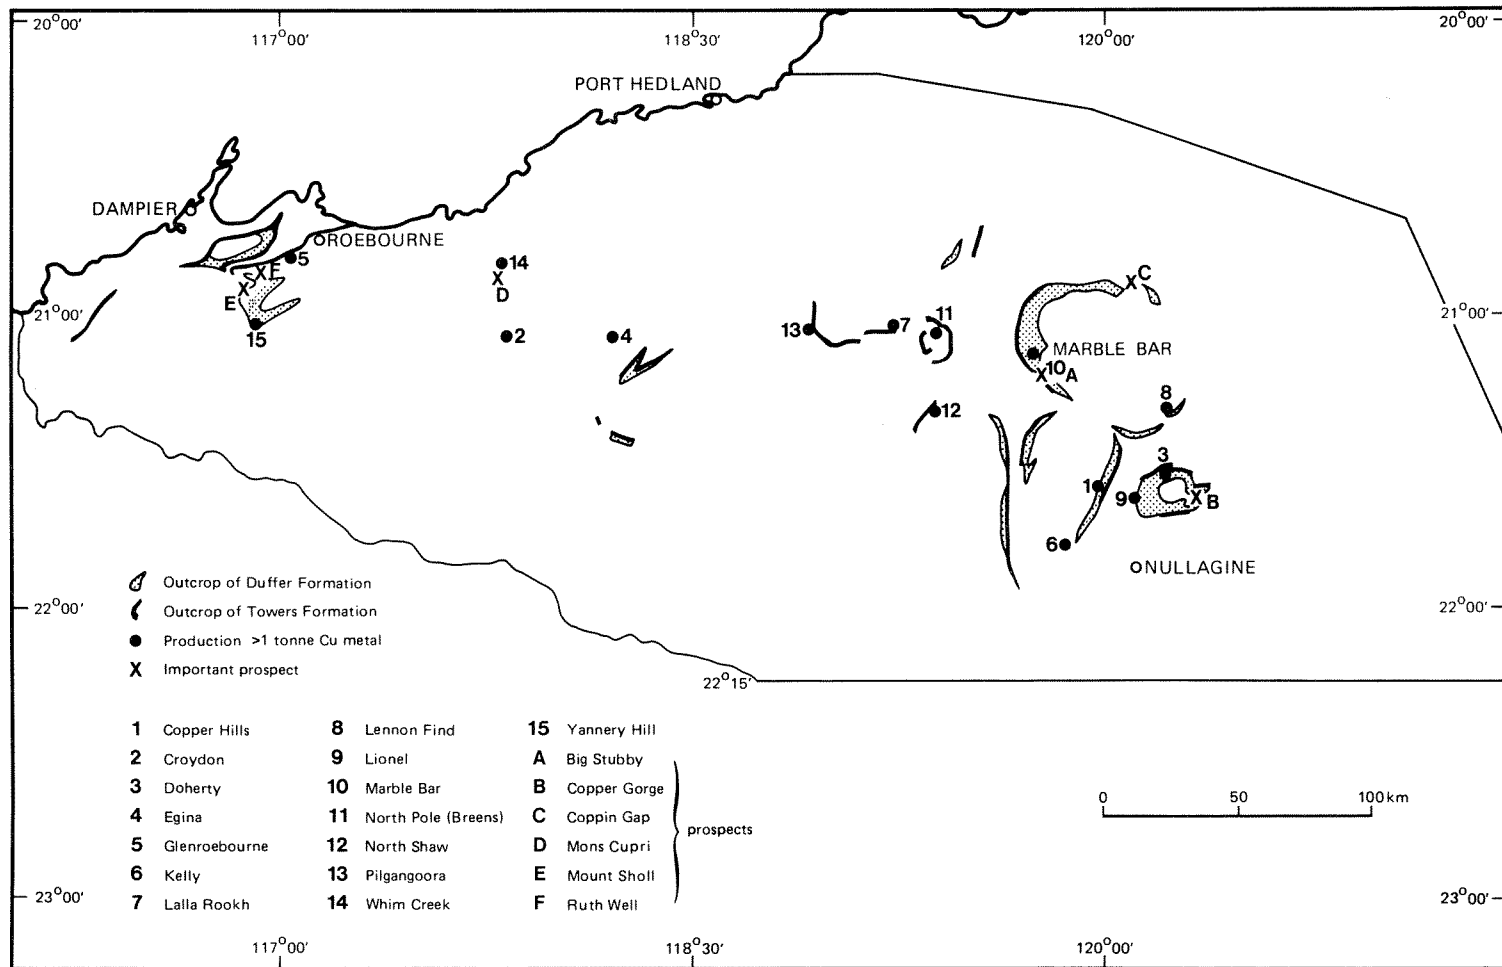 20°00′
117°00′
118°30′
120°00′
20°00′
PORT HEDLAND
DAMPIER
ROEBOURNE
5
F
E
15
14
X
D
X C
21°00′
2
4
13
7
11
21°00′
MARBLE BAR
X 10 A
12
8
3
1
9
X B
6
NULLAGINE
Outcrop of Duffer Formation
Outcrop of Towers Formation
Production >1 tonne Cu metal
X Important prospect
22°00′
22°00′
22°15′
1 Copper Hills
2 Croydon
3 Doherty
4 Egina
5 Glenroebourne
6 Kelly
7 Lalla Rookh
8 Lennon Find
9 Lionel
10 Marble Bar
11 North Pole (Breens)
12 North Shaw
13 Pilgangoora
14 Whim Creek
15 Yannery Hill
A Big Stubby
B Copper Gorge
C Coppin Gap
D Mons Cupri
E Mount Sholl
F Ruth Well
prospects
0 50 100 km
23°00′
23°00′
117°00′
118°30′
120°00′